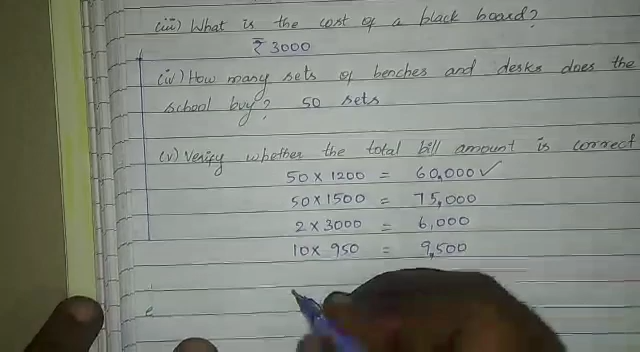 (iii) What is the cost of a black board?
₹ 3000
(iv) How many sets of benches and desks does the
school buy? 50 sets
(v) Verify whether the total bill amount is correct
50 × 1200 = 60,000 ✓
50 × 1500 = 75,000
2 × 3000 = 6,000
10 × 950 = 9,500